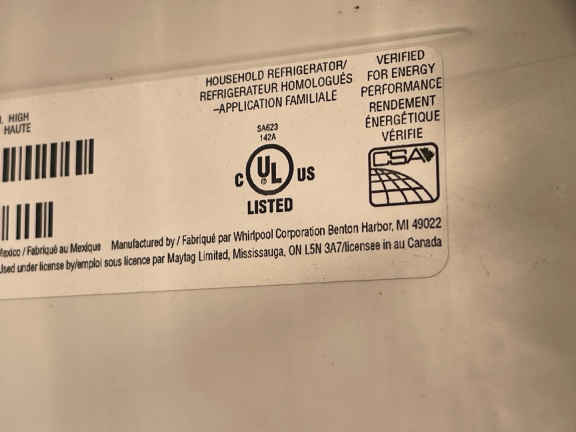 HIGH
HAUTE
HOUSEHOLD REFRIGERATOR/
REFRIGERATEUR HOMOLOGUÉS
–APPLICATION FAMILIALE
SA623
142A
C UL US
LISTED
VERIFIED
FOR ENERGY
PERFORMANCE
RENDEMENT
ÉNERGÉTIQUE
VÉRIFIÉ
CSA
Mexico / Fabriqué au Mexique Manufactured by / Fabriqué par Whirlpool Corporation Benton Harbor, MI 49022
Used under license by/emploi sous licence par Maytag Limited, Mississauga, ON L5N 3A7/licensee in au Canada